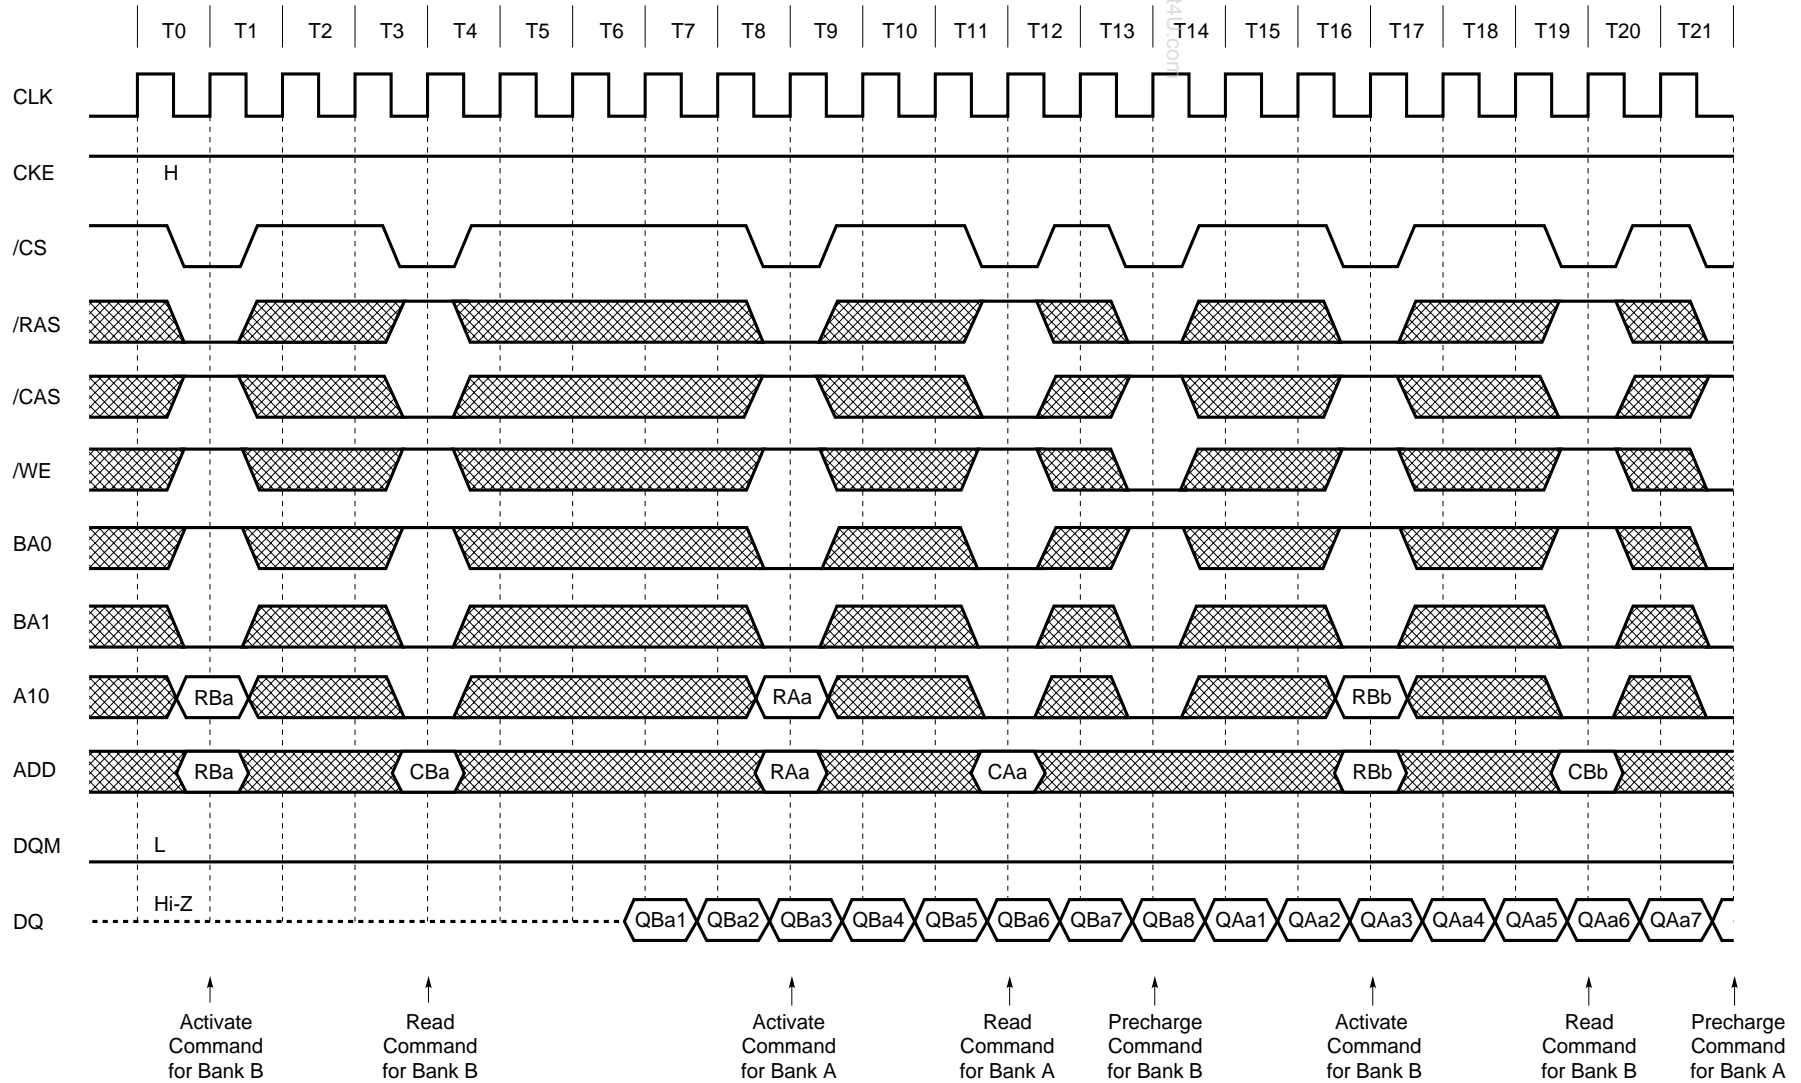 T0 T1 T2 T3 T4 T5 T6 T7 T8 T9 T10 T11 T12 T13 T14 T15 T16 T17 T18 T19 T20 T21
t4U.com
CLK
CKE H
/CS
/RAS
/CAS
/WE
BA0
BA1
A10 RBa RAa RBb
ADD RBa CBa RAa CAa RBb CBb
DQM L
Hi-Z
DQ QBa1 QBa2 QBa3 QBa4 QBa5 QBa6 QBa7 QBa8 QAa1 QAa2 QAa3 QAa4 QAa5 QAa6 QAa7
Activate Read Activate Read Precharge Activate Read Precharge
Command Command Command Command Command Command Command Command
for Bank B for Bank B for Bank A for Bank A for Bank B for Bank B for Bank B for Bank A